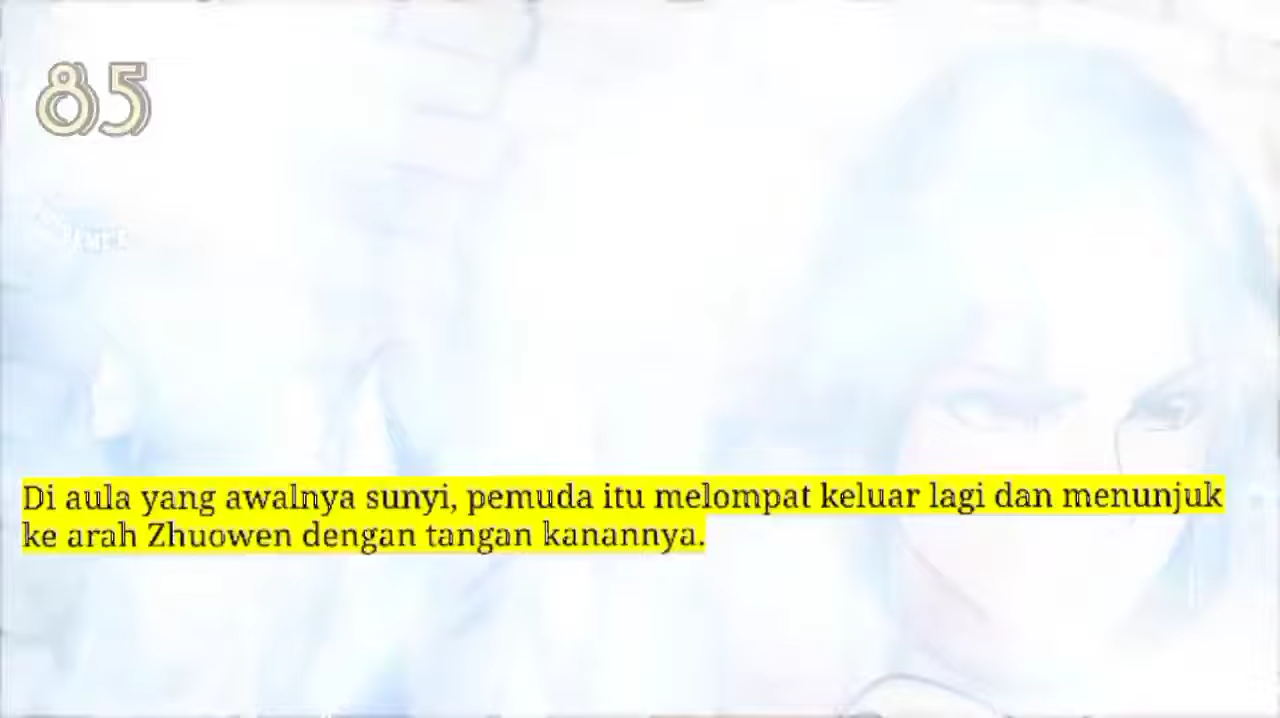 85
Di aula yang awalnya sunyi, pemuda itu melompat keluar lagi dan menunjuk
ke arah Zhuowen dengan tangan kanannya.